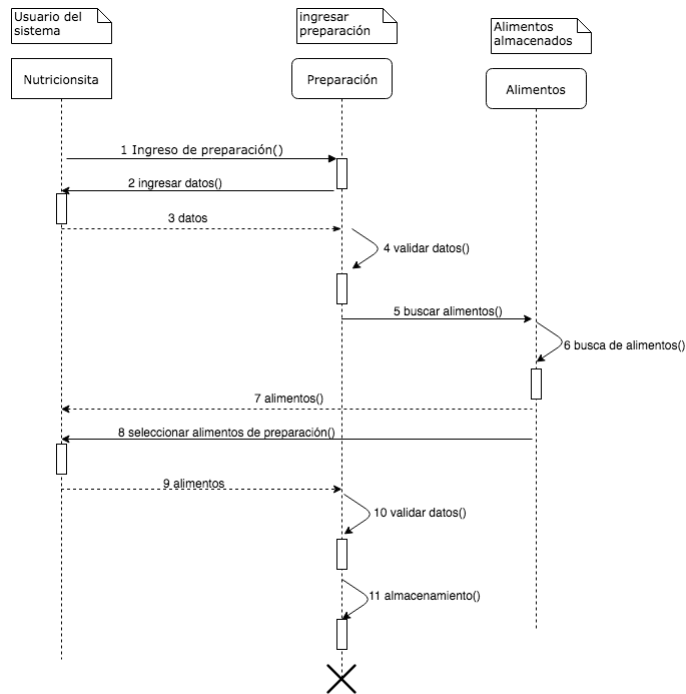 Usuario del
sistema
ingresar
preparación
Alimentos
almacenados
Nutricionsita
Preparación
Alimentos
1 Ingreso de preparación()
2 ingresar datos()
3 datos
4 validar datos()
5 buscar alimentos()
6 busca de alimentos()
7 alimentos()
8 seleccionar alimentos de preparación()
9 alimentos
10 validar datos()
11 almacenamiento()